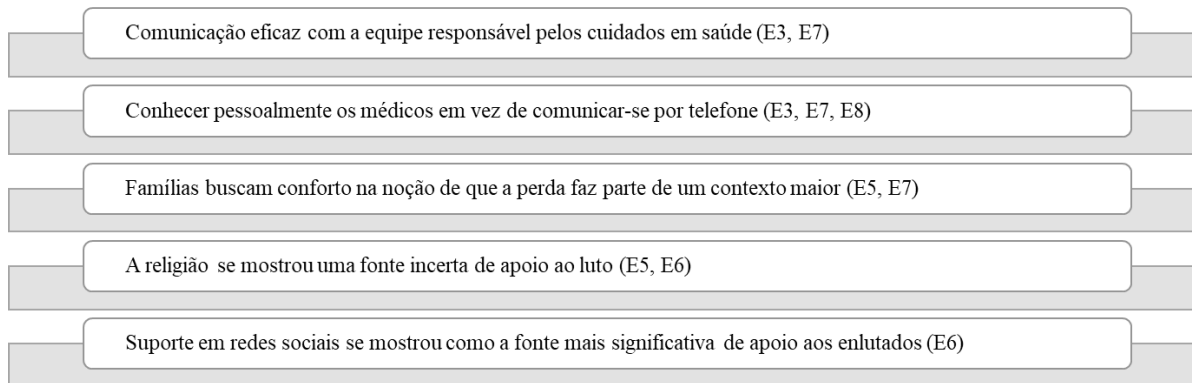 Comunicação eficaz com a equipe responsável pelos cuidados em saúde (E3, E7)
Conhecer pessoalmente os médicos em vez de comunicar-se por telefone (E3, E7, E8)
Famílias buscam conforto na noção de que a perda faz parte de um contexto maior (E5, E7)
A religião se mostrou uma fonte incerta de apoio ao luto (E5, E6)
Suporte em redes sociais se mostrou como a fonte mais significativa de apoio aos enlutados (E6)